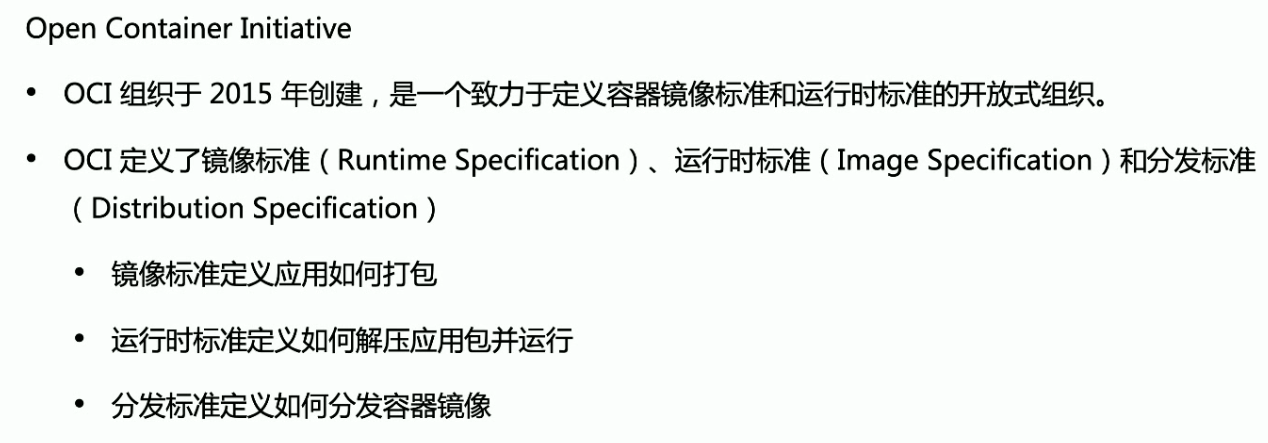 Open Container Initiative
• OCI 组织于 2015 年创建，是一个致力于定义容器镜像标准和运行时标准的开放式组织。
• OCI 定义了镜像标准（Runtime Specification）、运行时标准（Image Specification）和分发标准
（Distribution Specification）
• 镜像标准定义应用如何打包
• 运行时标准定义如何解压应用包并运行
• 分发标准定义如何分发容器镜像